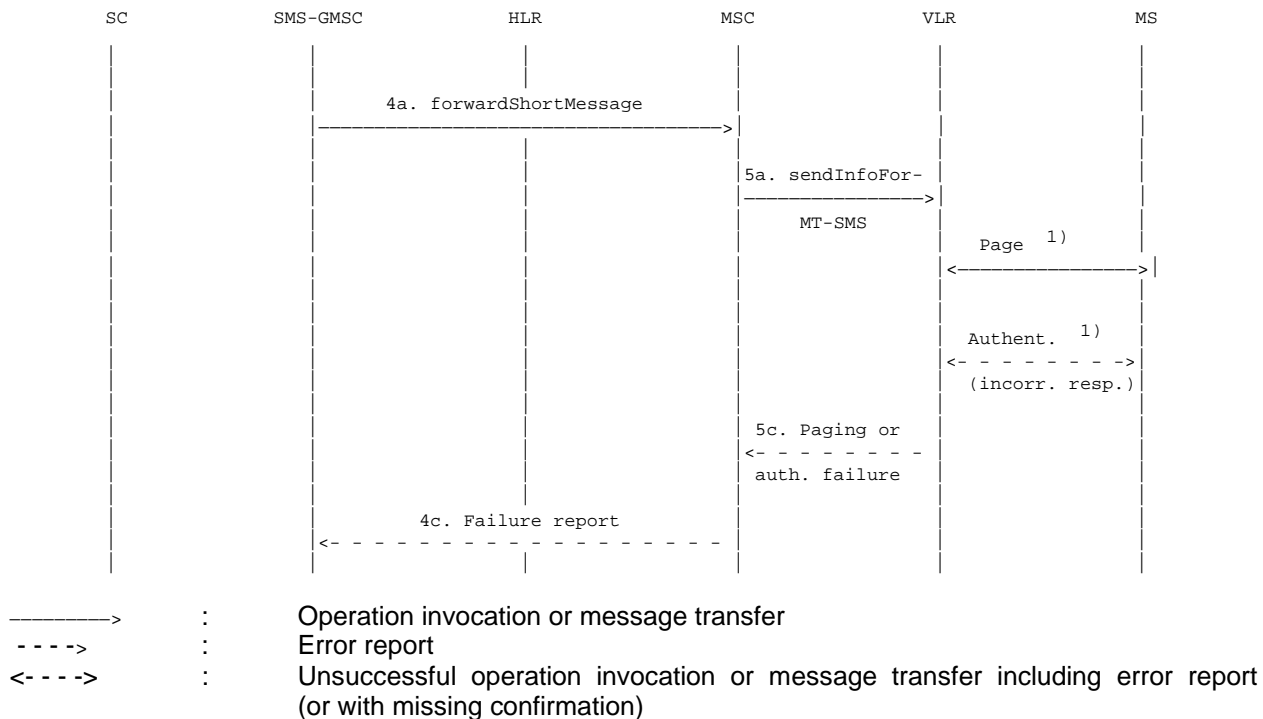 SC SMS-GMSC HLR MSC VLR MS
4a. forwardShortMessage
5a. sendInfoFor-
MT-SMS
Page 1)
Authent. 1)
(incorr. resp.)
5c. Paging or
auth. failure
4c. Failure report
: Operation invocation or message transfer
: Error report
: Unsuccessful operation invocation or message transfer including error report
(or with missing confirmation)